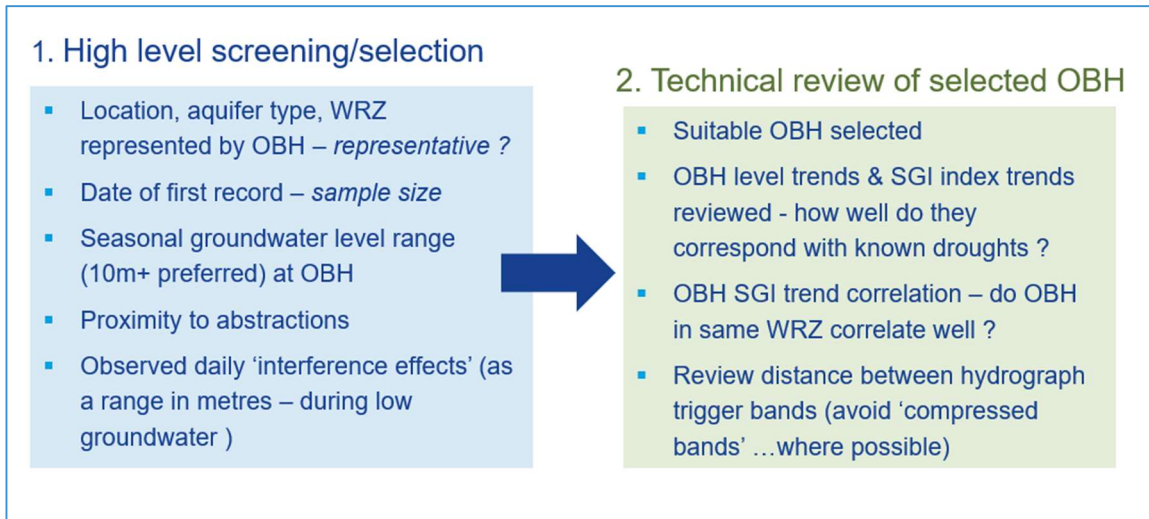 1. High level screening/selection
▪ Location, aquifer type, WRZ
represented by OBH – representative ?
▪ Date of first record – sample size
▪ Seasonal groundwater level range
(10m+ preferred) at OBH
▪ Proximity to abstractions
▪ Observed daily ‘interference effects’ (as
a range in metres – during low
groundwater )
2. Technical review of selected OBH
▪ Suitable OBH selected
▪ OBH level trends & SGI index trends
reviewed - how well do they
correspond with known droughts ?
▪ OBH SGI trend correlation – do OBH
in same WRZ correlate well ?
▪ Review distance between hydrograph
trigger bands (avoid ‘compressed
bands’ …where possible)